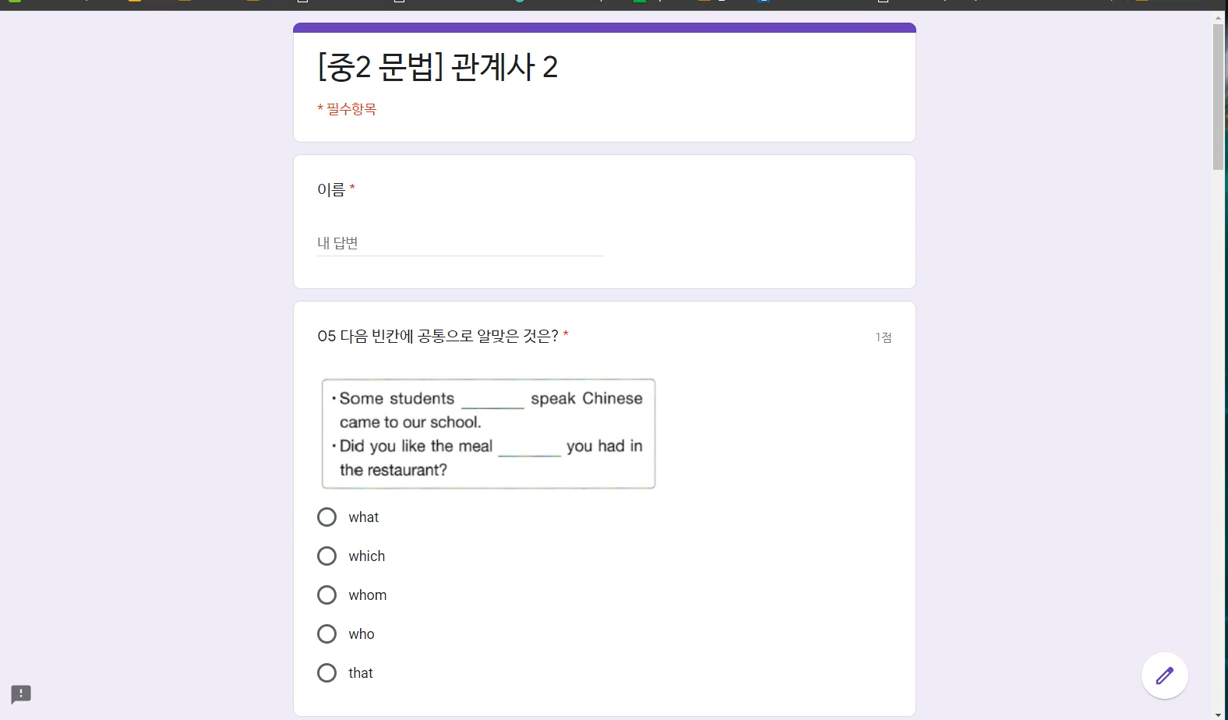 [중2 문법] 관계사 2
* 필수항목
이름 *
내 답변
05 다음 빈칸에 공통으로 알맞은 것은? *
1점
·Some students ________ speak Chinese
came to our school.
·Did you like the meal ________ you had in
the restaurant?
what
which
whom
who
that